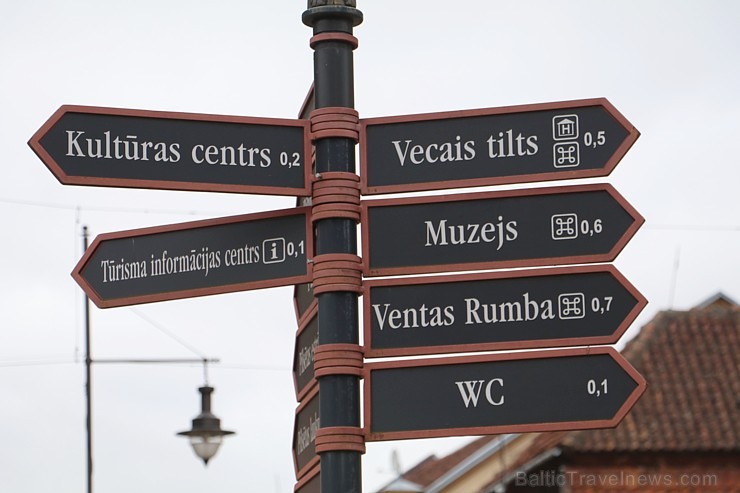 Kultūras centrs 0,2
Tūrisma informācijas centrs i 0,1
Vecais tilts H 0,5
Muzejs 0,6
Ventas Rumba 0,7
WC 0,1
BalticTravelnews.com